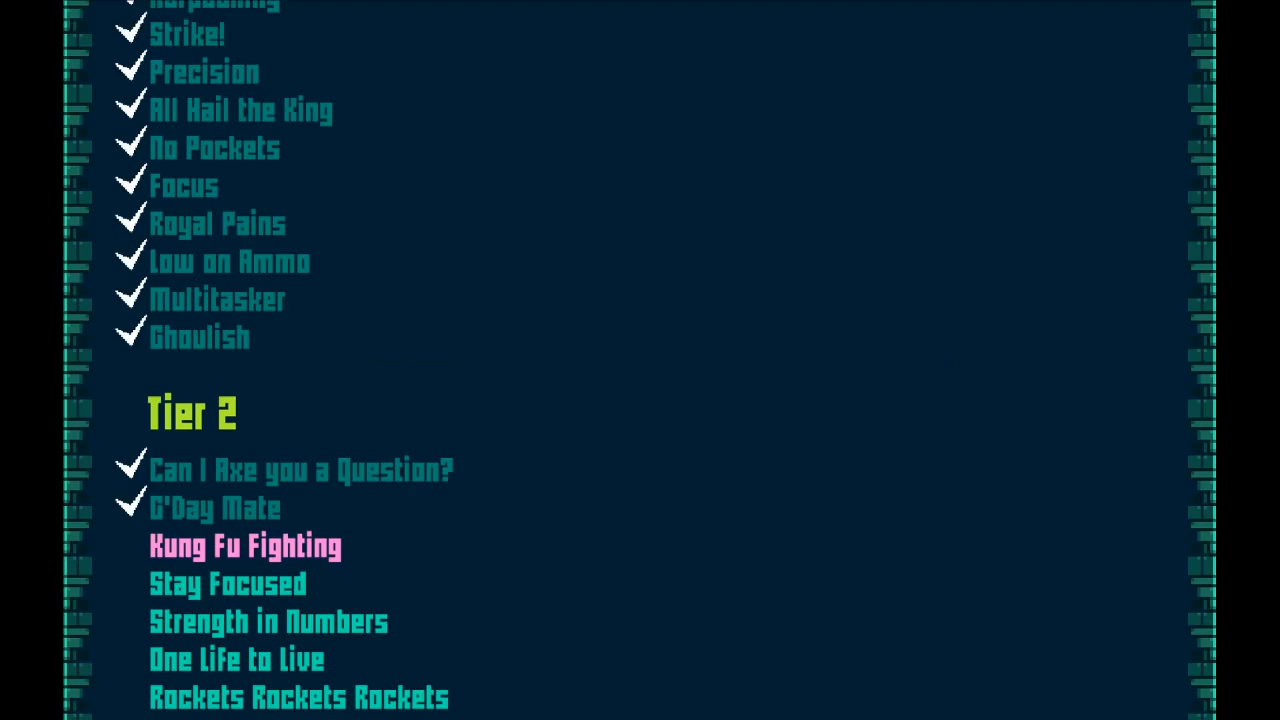 Strike!
Precision
All Hail the King
No Pockets
Focus
Royal Pains
Low on Ammo
Multitasker
Ghoulish
Tier 2
Can I Axe you a Question?
G'Day Mate
Kung Fu Fighting
Stay Focused
Strength in Numbers
One Life to Live
Rockets Rockets Rockets